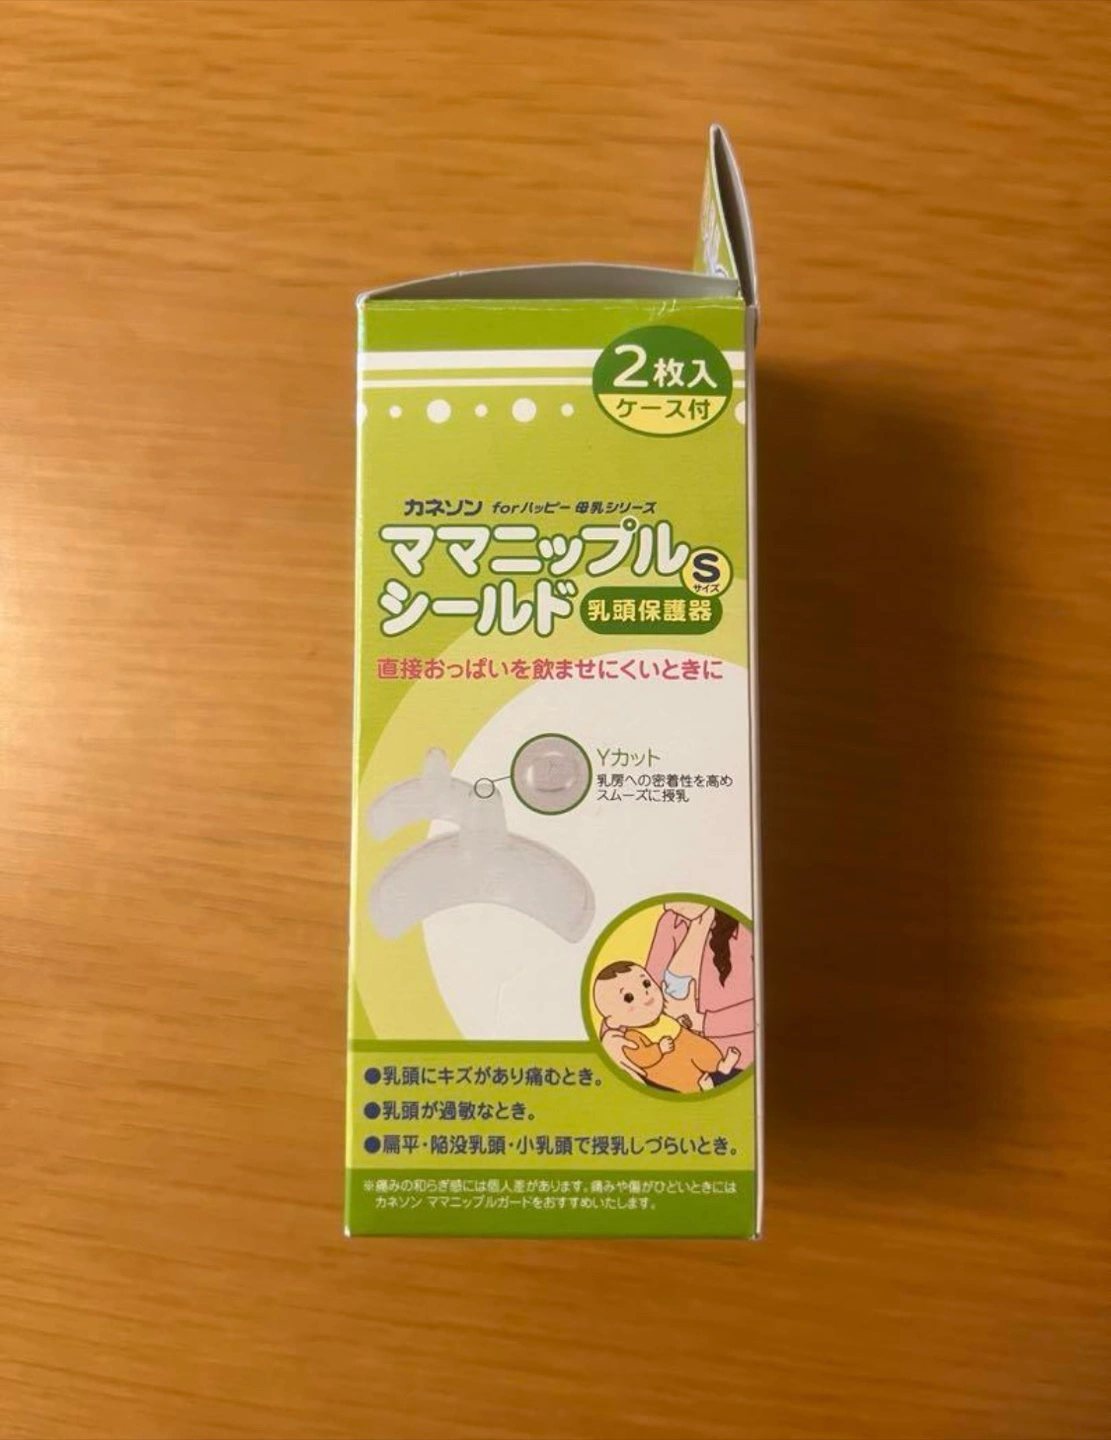 2枚入
ケース付
カネソン forハッピー 母乳シリーズ
ママニップル
シールド
S
サイズ
乳頭保護器
直接おっぱいを飲ませにくいときに
Yカット
乳房への密着性を高め
スムーズに授乳
●乳頭にキズがあり痛むとき。
●乳頭が過敏なとき。
●扁平・陥没乳頭・小乳頭で授乳しづらいとき。
※痛みの和らぎ感には個人差があります。痛みや傷がひどいときには
カネソン ママニップルガードをおすすめいたします。